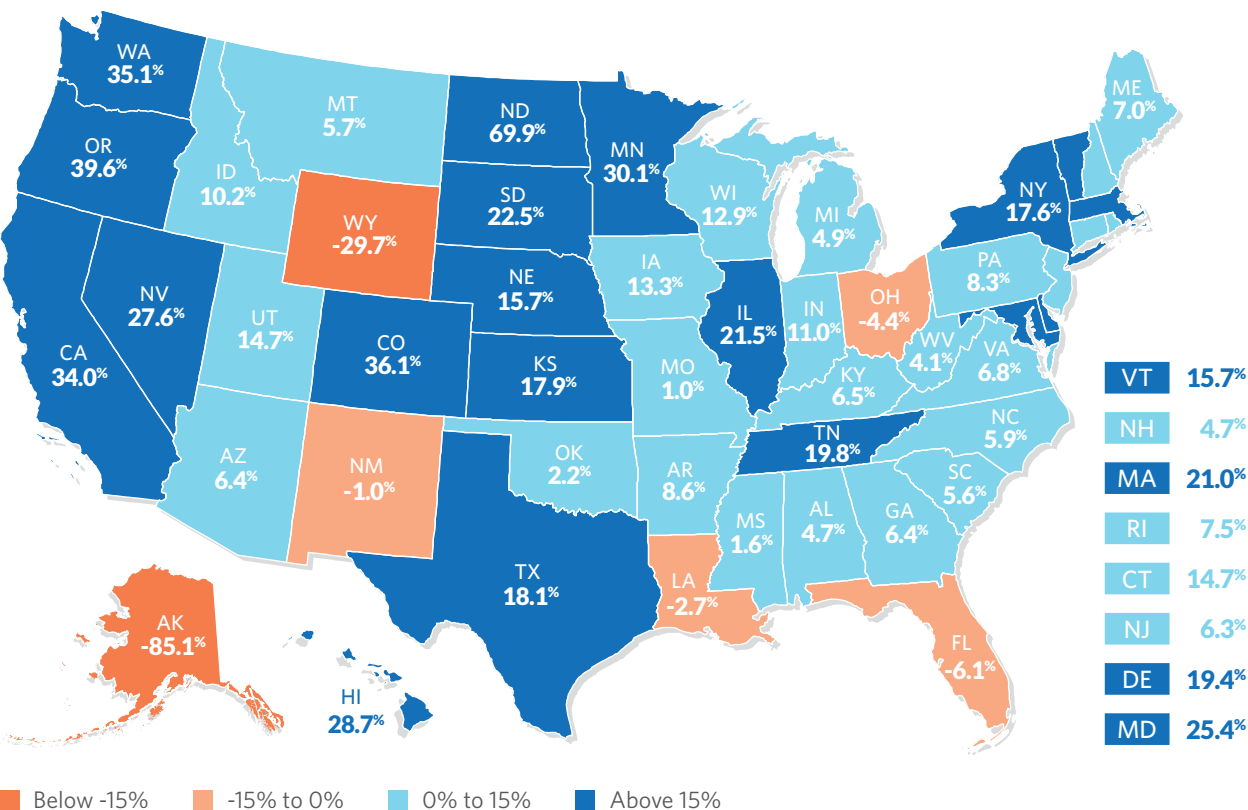 WA
35.1%
OR
39.6%
CA
34.0%
NV
27.6%
ID
10.2%
MT
5.7%
WY
-29.7%
UT
14.7%
AZ
6.4%
CO
36.1%
NM
-1.0%
ND
69.9%
SD
22.5%
NE
15.7%
KS
17.9%
OK
2.2%
TX
18.1%
MN
30.1%
IA
13.3%
MO
1.0%
AR
8.6%
LA
-2.7%
WI
12.9%
IL
21.5%
MI
4.9%
IN
11.0%
OH
-4.4%
KY
6.5%
TN
19.8%
MS
1.6%
AL
4.7%
GA
6.4%
FL
-6.1%
SC
5.6%
NC
5.9%
VA
6.8%
WV
4.1%
PA
8.3%
NY
17.6%
ME
7.0%
AK
-85.1%
HI
28.7%
VT 15.7%
NH 4.7%
MA 21.0%
RI 7.5%
CT 14.7%
NJ 6.3%
DE 19.4%
MD 25.4%
Below -15% -15% to 0% 0% to 15% Above 15%